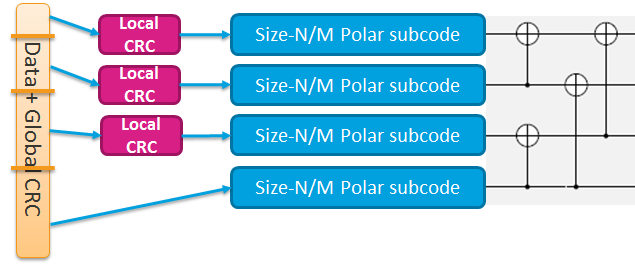 Data + Global CRC
Local
CRC
Size-N/M Polar subcode
Local
CRC
Size-N/M Polar subcode
Local
CRC
Size-N/M Polar subcode
Size-N/M Polar subcode